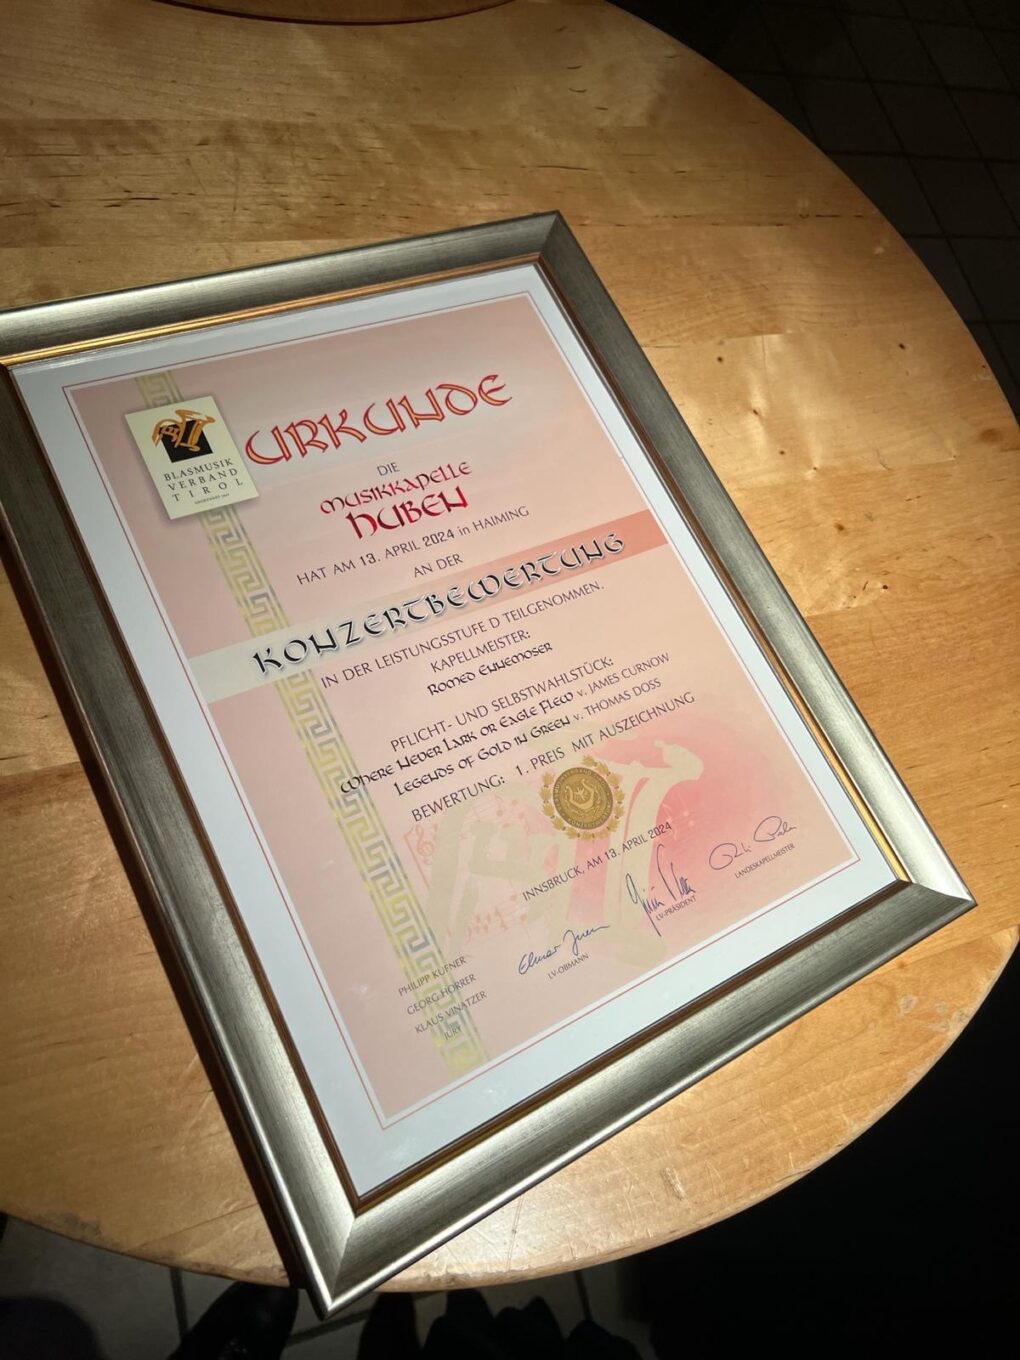 BLASMUSIK
VERBAND
TIROL
URKUNDE
DIE
MUSIKKAPELLE
HUBEN
HAT AM 13. APRIL 2024 in HAIMING
AN DER
KONZERTBEWERTUNG
IN DER LEISTUNGSSTUFE D TEILGENOMMEN.
KAPELLMEISTER:
ROMED ENNEMOSER
PFLICHT- UND SELBSTWAHLSTÜCK:
WHERE NEVER LARK OR EAGLE FLEW v. JAMES CURNOW
LEGENDS OF GOLD IN GREEN v. THOMAS DOSS
BEWERTUNG: 1. PREIS MIT AUSZEICHNUNG
INNSBRUCK, AM 13. APRIL 2024
LANDESKAPELLMEISTER
LV-PRÄSIDENT
Elmar Juen
LV-OBMANN
PHILIPP KUFNER
GEORG HORRER
KLAUS VINATZER
JURY